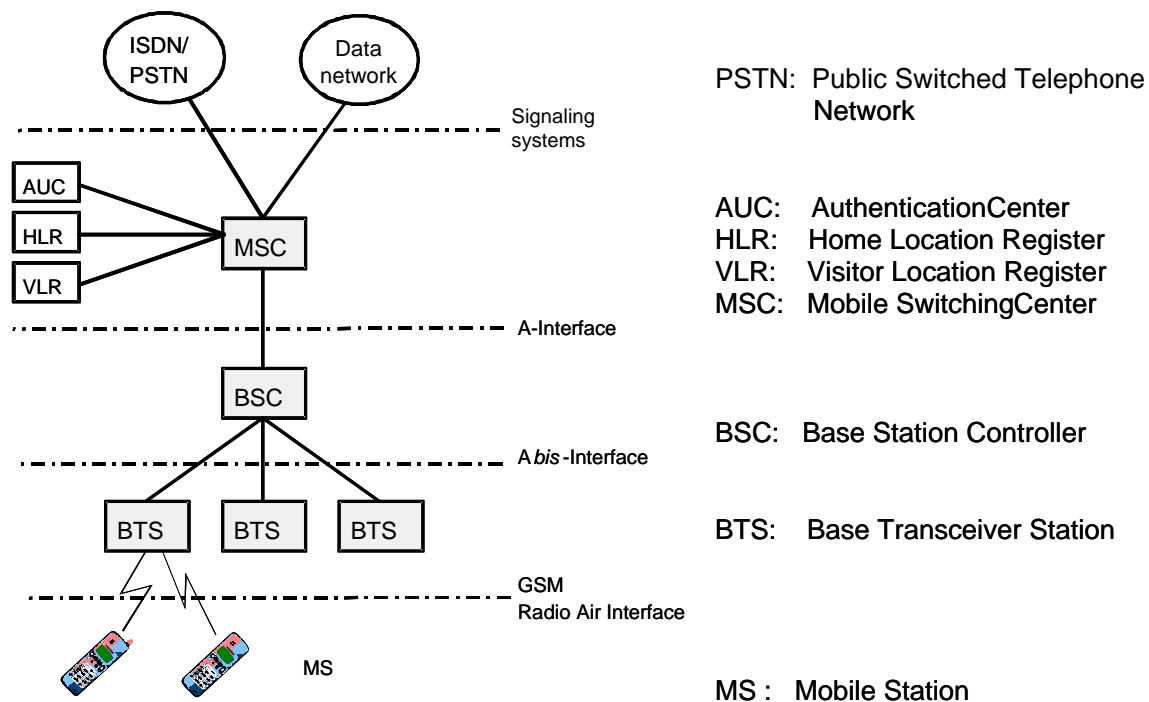 ISDN/
PSTN
Data
network
Signaling
systems
AUC
HLR
VLR
MSC
A-Interface
BSC
Abis-Interface
BTS
BTS
BTS
GSM
Radio Air Interface
MS
PSTN: Public Switched Telephone
Network
AUC: AuthenticationCenter
HLR: Home Location Register
VLR: Visitor Location Register
MSC: Mobile SwitchingCenter
BSC: Base Station Controller
BTS: Base Transceiver Station
MS : Mobile Station